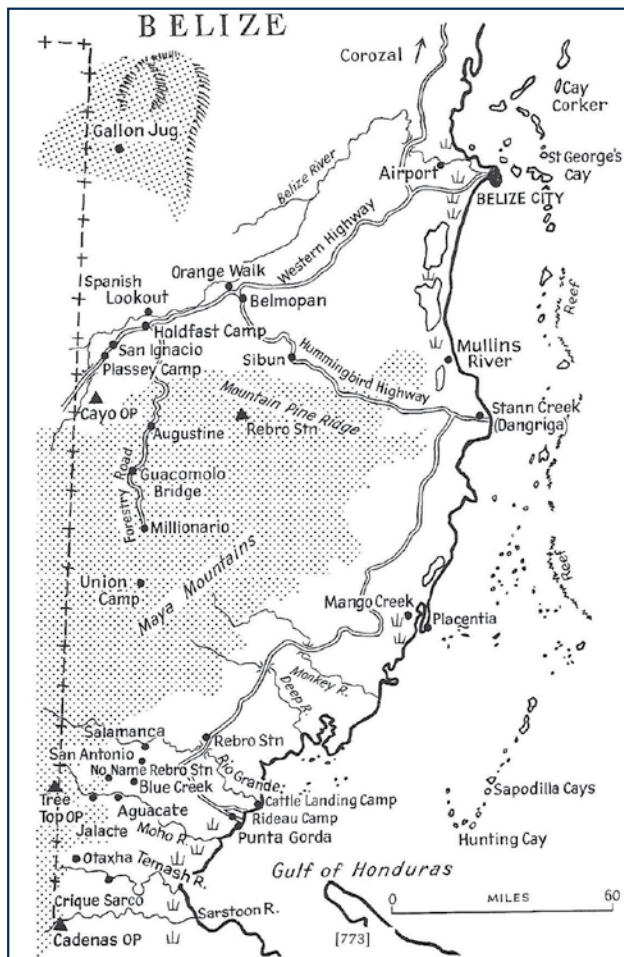 BELIZE
Corozal
Cay
Corker
Gallon Jug
Belize River
Airport
St George's
Cay
BELIZE CITY
Western Highway
Orange Walk
Spanish
Lookout
Belmopan
Holdfast Camp
San Ignacio
Plassey Camp
Sibun
Hummingbird Highway
Mullins
River
Reef
Cayo OP
Mountain Pine Ridge
Rebro Stn
Stann Creek
(Dangriga)
Augustine
Guacomolo
Bridge
Forestry Road
Millionario
Union
Camp
Maya Mountains
Reef
Mango Creek
Placentia
Monkey R.
Deep R.
Salamanca
Rebro Stn
San Antonio
No Name Rebro Stn
Rio Grande
Blue Creek
Tree
Top OP
Aguacate
Cattle Landing Camp
Rideau Camp
Sapodilla Cays
Jalacte
Moho R.
Punta Gorda
Hunting Cay
Otaxha
Temash R.
Gulf of Honduras
Crique Sarco
Sarstoon R.
Cadenas OP
0 MILES 60
[773]